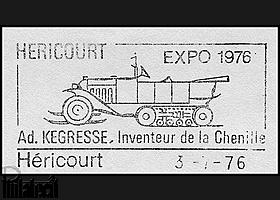 HERICOURT EXPO 1976
Ad. KEGRESSE. Inventeur de la Chenille
Héricourt 3-7-76